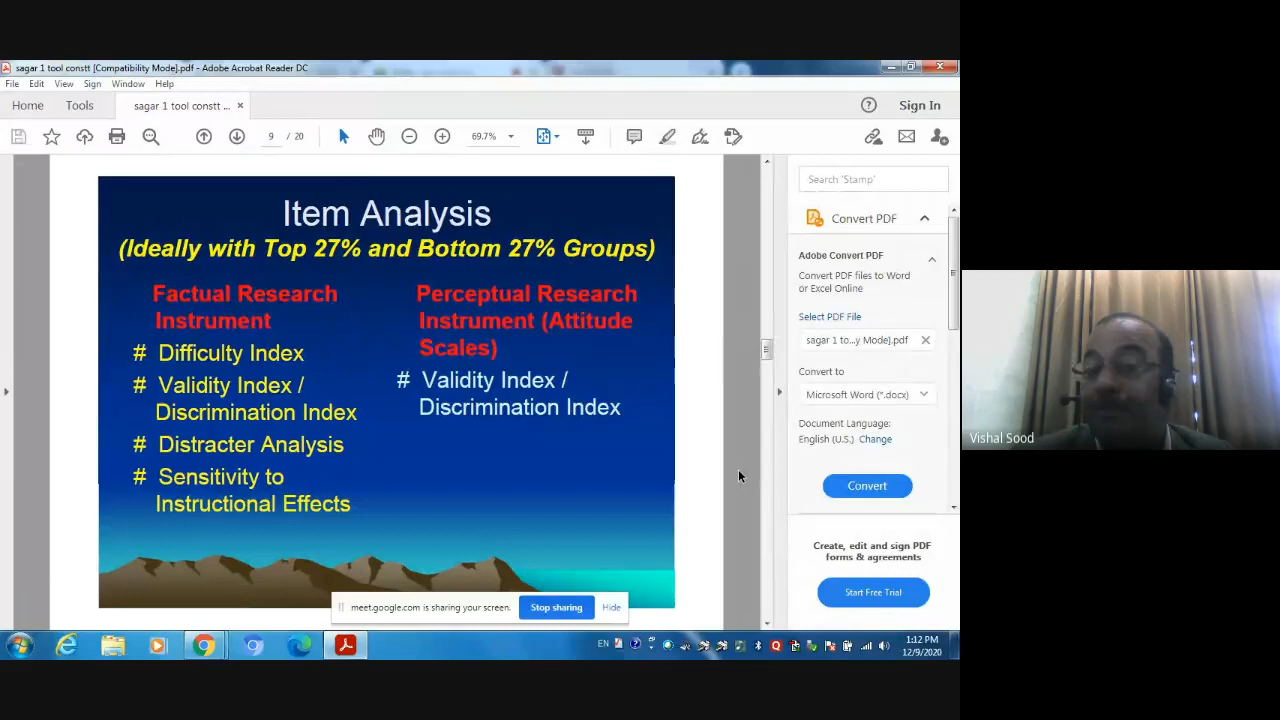 sagar 1 tool constt [Compatibility Mode].pdf - Adobe Acrobat Reader DC
File Edit View Sign Window Help
Home Tools sagar 1 tool constt ... × Sign In
9 / 20 69.7%
Item Analysis
(Ideally with Top 27% and Bottom 27% Groups)
Factual Research
Instrument
# Difficulty Index
# Validity Index /
Discrimination Index
# Distracter Analysis
# Sensitivity to
Instructional Effects
Perceptual Research
Instrument (Attitude
Scales)
# Validity Index /
Discrimination Index
Search 'Stamp'
Convert PDF
Adobe Convert PDF
Convert PDF files to Word
or Excel Online
Select PDF File
sagar 1 to...y Mode].pdf
Convert to
Microsoft Word (*.docx)
Document Language:
English (U.S.) Change
Convert
Create, edit and sign PDF
forms & agreements
Start Free Trial
meet.google.com is sharing your screen. Stop sharing Hide
EN
1:12 PM
12/9/2020
Vishal Sood